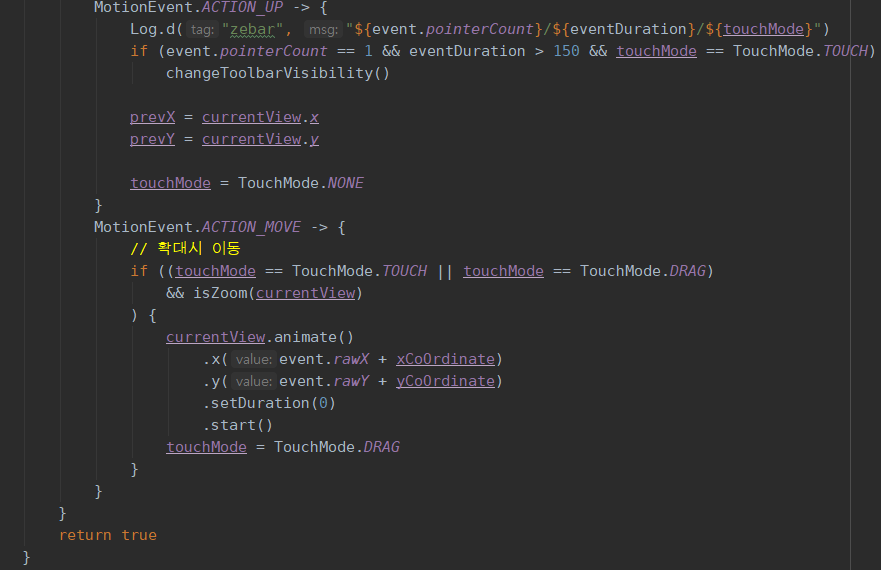 MotionEvent.ACTION_UP -> {
Log.d( tag: "zebar", msg: "${event.pointerCount}/${eventDuration}/${touchMode}")
if (event.pointerCount == 1 && eventDuration > 150 && touchMode == TouchMode.TOUCH)
changeToolbarVisibility()
prevX = currentView.x
prevY = currentView.y
touchMode = TouchMode.NONE
}
MotionEvent.ACTION_MOVE -> {
// 확대시 이동
if ((touchMode == TouchMode.TOUCH || touchMode == TouchMode.DRAG)
&& isZoom(currentView)
) {
currentView.animate()
.x( value: event.rawX + xCoOrdinate)
.y( value: event.rawY + yCoOrdinate)
.setDuration(0)
.start()
touchMode = TouchMode.DRAG
}
}
}
return true
}